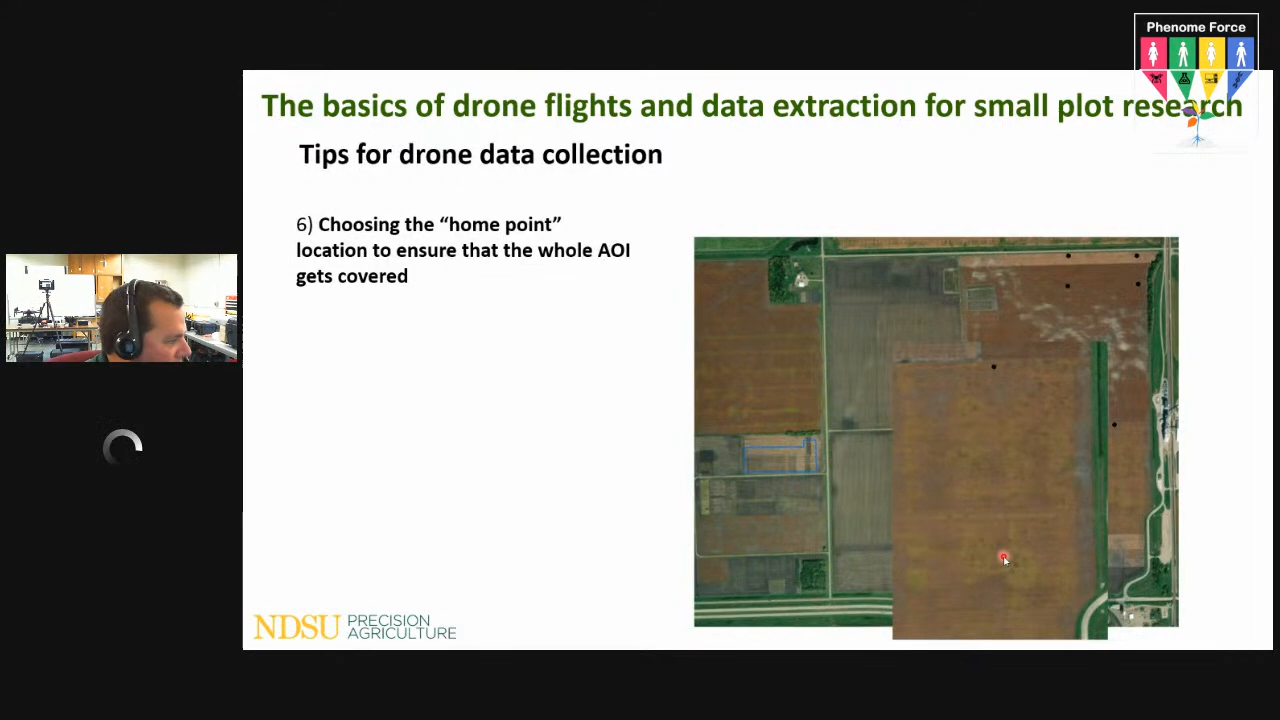 Phenome Force
The basics of drone flights and data extraction for small plot research
Tips for drone data collection
6) Choosing the “home point”
location to ensure that the whole AOI
gets covered
NDSU PRECISION
AGRICULTURE